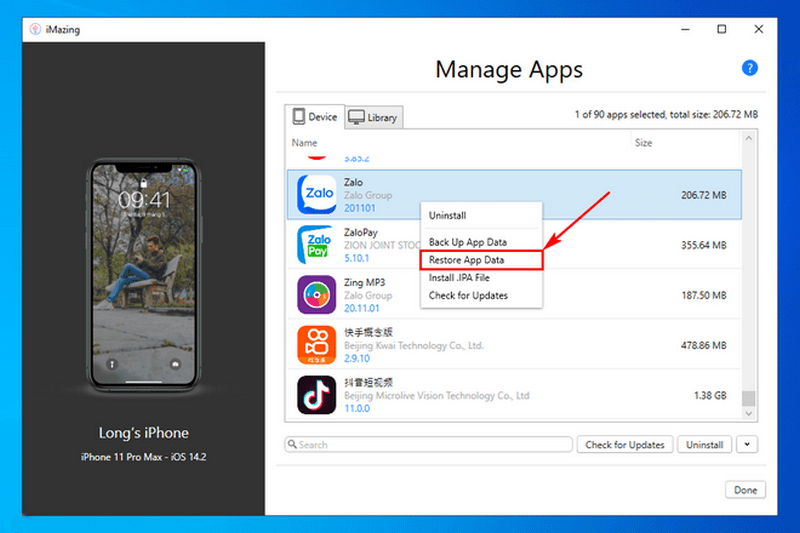 iMazing
Manage Apps
?
Device
Library
1 of 90 apps selected, total size: 206.72 MB
Name
Size
5.85.2
Zalo
Zalo
Zalo Group
206.72 MB
201101
Uninstall
Back Up App Data
Restore App Data
Install .IPA File
Check for Updates
Zalo
Pay
ZaloPay
ZION JOINT STOC
355.64 MB
5.10.1
Zing MP3
Zalo Group
187.50 MB
20.11.01
快手概念版
Beijing Kwai Technology Co., Ltd.
478.86 MB
2.9.10
抖音短视频
Beijing Microlive Vision Technology Co., Ltd
1.38 GB
11.0.0
09:41
Long's iPhone
iPhone 11 Pro Max - iOS 14.2
Search
Check for Updates
Uninstall
Done